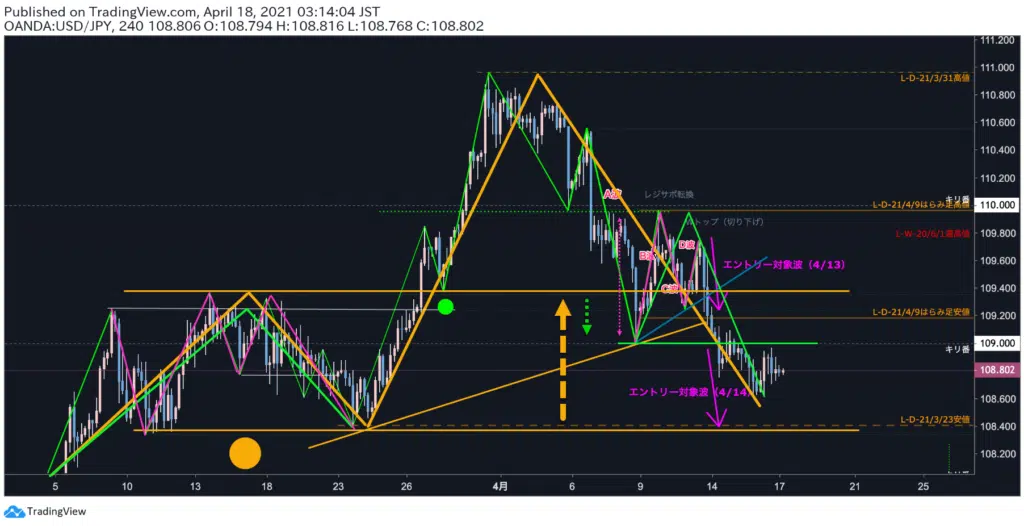 Published on TradingView.com, April 18, 2021 03:14:04 JST
OANDA:USD/JPY, 240 108.806 O:108.794 H:108.816 L:108.768 C:108.802
111.200
111.000
L-D-21/3/31高値
110.800
110.600
110.400
110.200
A波
レジサポ転換
キリ番
110.000
L-D-21/4/9はらみ足高値
トップ（切り下げ）
109.800
L-W-20/6/1週高値
D波
B波
エントリー対象波（4/13）
109.600
C波
109.400
L-D-21/4/9はらみ足安値
109.200
109.000
キリ番
108.802
エントリー対象波（4/14）
108.600
L-D-21/3/23安値
108.400
108.200
5 10 13 18 23 26 4月 6 9 14 17 21 25
TradingView